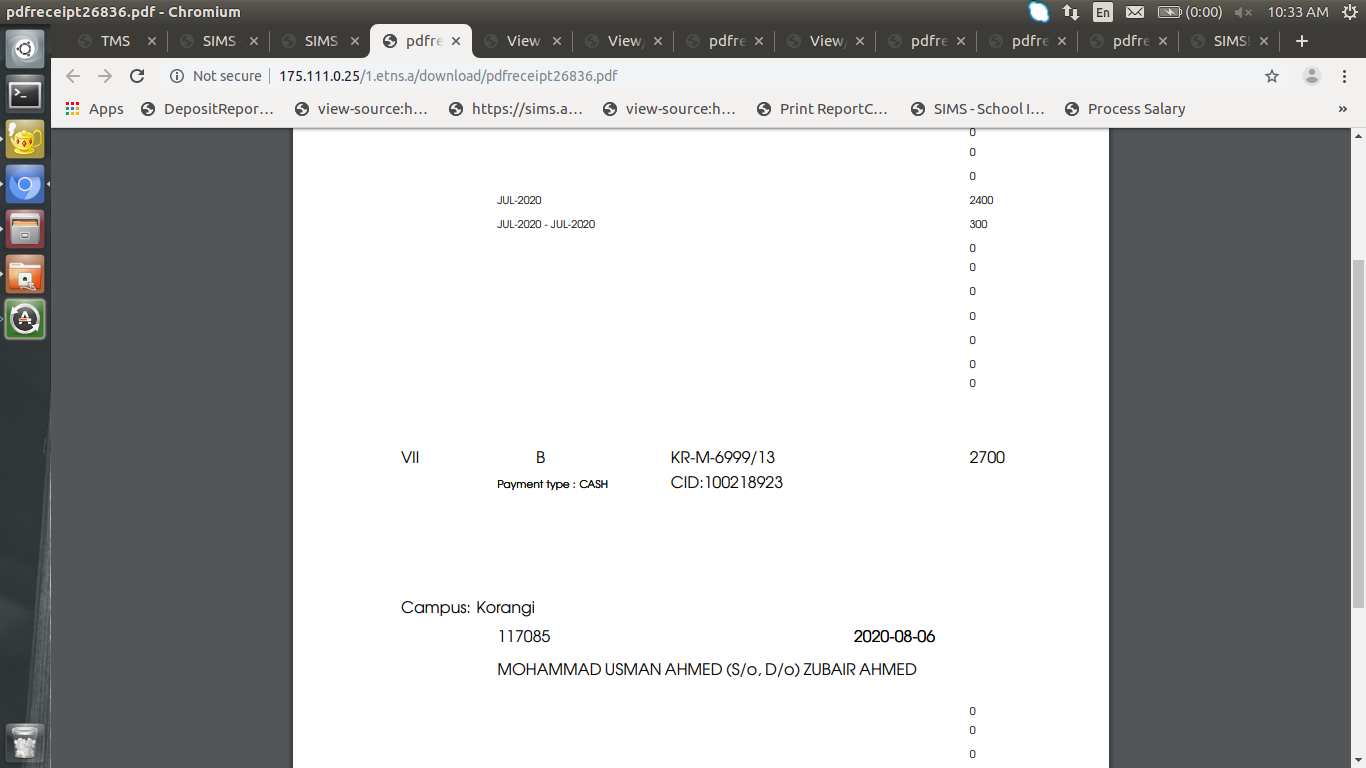 pdfreceipt26836.pdf - Chromium En (0:00) 10:33 AM
TMS SIMS SIMS pdfre View View/ pdfre View/ pdfre pdfre pdfre SIMS!
Not secure 175.111.0.25/1.etns.a/download/pdfreceipt26836.pdf
Apps DepositRepor... view-source:h... https://sims.a... view-source:h... Print ReportC... SIMS - School I... Process Salary »
0
0
0
JUL-2020 2400
JUL-2020 - JUL-2020 300
0
0
0
0
0
0
0
VII B KR-M-6999/13 2700
Payment type : CASH CID:100218923
Campus: Korangi
117085 2020-08-06
MOHAMMAD USMAN AHMED (S/o, D/o) ZUBAIR AHMED
0
0
0